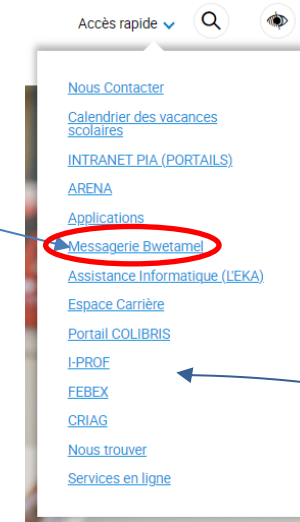 Accès rapide
Nous Contacter
Calendrier des vacances
scolaires
INTRANET PIA (PORTAILS)
ARENA
Applications
Messagerie Bwetamel
Assistance Informatique (L'EKA)
Espace Carrière
Portail COLIBRIS
I-PROF
FEBEX
CRIAG
Nous trouver
Services en ligne